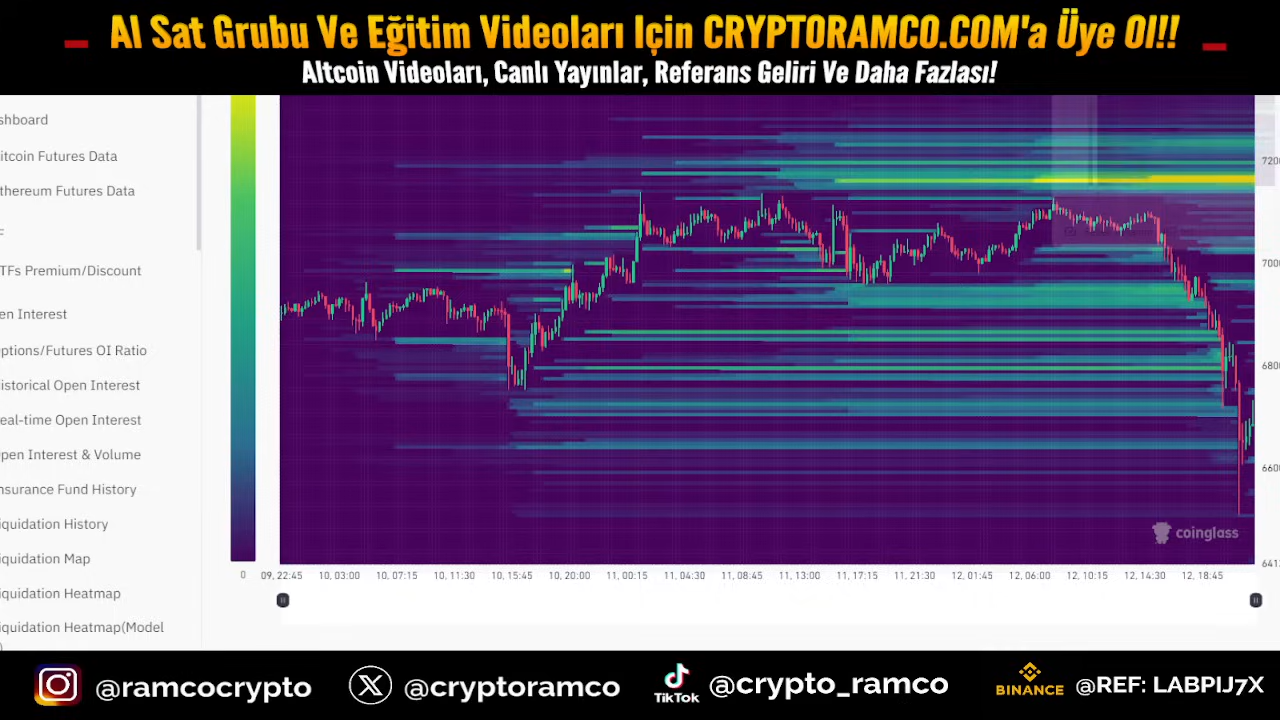 Al Sat Grubu Ve Eğitim Videoları Için CRYPTORAMCO.COM'a Üye Ol!!
Altcoin Videoları, Canlı Yayınlar, Referans Geliri Ve Daha Fazlası!
shboard
itcoin Futures Data
thereum Futures Data
F
TFs Premium/Discount
en Interest
ptions/Futures OI Ratio
istorical Open Interest
eal-time Open Interest
pen Interest & Volume
nsurance Fund History
iquidation History
iquidation Map
iquidation Heatmap
iquidation Heatmap(Model
)
7200
7000
6800
6600
641
coinglass
0
09, 22:45 10, 03:00 10, 07:15 10, 11:30 10, 15:45 10, 20:00 11, 00:15 11, 04:30 11, 08:45 11, 13:00 11, 17:15 11, 21:30 12, 01:45 12, 06:00 12, 10:15 12, 14:30 12, 18:45
@ramcocrypto
@cryptoramco
TikTok
@crypto_ramco
BINANCE
@REF: LABPIJ7X